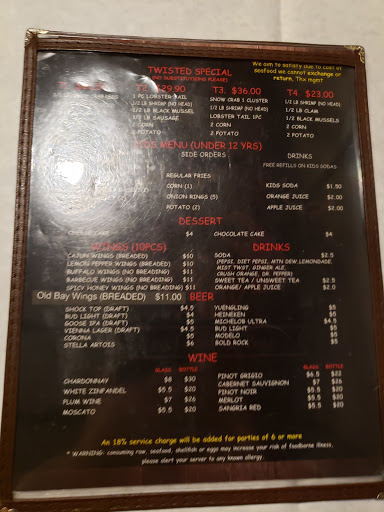 We aim to satisfy due to cost of
seafood we cannot exchange or
return, Thx mgmt
TWISTED SPECIAL
(NO SUBSTITUTIONS PLEASE)
T2. $29.90
1 PC LOBSTER TAIL
1/2 LB SHRIMP (NO HEAD)
1/2 LB BLACK MUSSEL
1/2 LB SAUSAGE
2 CORN
2 POTATO
T3. $36.00
SNOW CRAB 1 CLUSTER
1/2 LB SHRIMP (NO HEAD)
LOBSTER TAIL 1PC
2 CORN
2 POTATO
T4. $23.00
1/2 LB SHRIMP (NO HEAD)
1/2 LB CLAM
1/2 LB BLACK MUSSELS
2 CORN
2 POTATO
MENU (UNDER 12 YRS)
SIDE ORDERS
REGULAR FRIES
CORN (1)
ONION RINGS (5)
POTATO (2)
DRINKS
FREE REFILLS ON KIDS SODAS
KIDS SODA $1.50
ORANGE JUICE $2.00
APPLE JUICE $2.00
DESSERT
CAKE $4
CHOCOLATE CAKE $4
WINGS (10PCS)
CAJUN WINGS (BREADED) $10
LEMON PEPPER WINGS (BREADED) $10
BUFFALO WINGS (NO BREADING) $11
BARBECUE WINGS (NO BREADING) $11
SPICY HONEY WINGS (NO BREADING) $11
Old Bay Wings (BREADED) $11.00
DRINKS
SODA $2.5
(PEPSI, DIET PEPSI, MTN DEW, LEMONADE,
MIST TWST, GINGER ALE,
CRUSH ORANGE, DR. PEPPER)
SWEET TEA / UNSWEET TEA $2.5
ORANGE/ APPLE JUICE $2.0
BEER
SHOCK TOP (DRAFT) $4.5
BUD LIGHT (DRAFT) $4
GOOSE IPA (DRAFT) $5
VIENNA LAGER (DRAFT) $4.5
CORONA $5
STELLA ARTOIS $6
YUENGLING $5
HEINEKEN $5
MICHELOB ULTRA $4.5
BUD LIGHT $5
MODELO $5
BOLD ROCK $5
WINE
GLASS BOTTLE
CHARDONNAY $8 $30
WHITE ZINFANDEL $5.5 $20
PLUM WINE $7 $26
MOSCATO $5.5 $20
GLASS BOTTLE
PINOT GRIGIO $6.5 $22
CABERNET SAUVIGNON $7 $26
PINOT NOIR $5.5 $20
MERLOT $5.5 $20
SANGRIA RED $5.5 $20
An 18% service charge will be added for parties of 6 or more
* WARNING: consuming raw, seafood, shellfish or eggs may increase your risk of foodborne illness,
please alert your server to any known allergy.